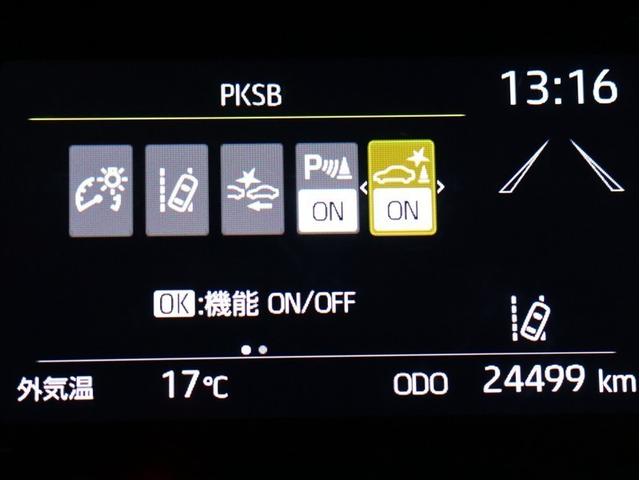 PKSB
13:16
P
ON
ON
OK:機能 ON/OFF
外気温 17℃ ODO 24499 km